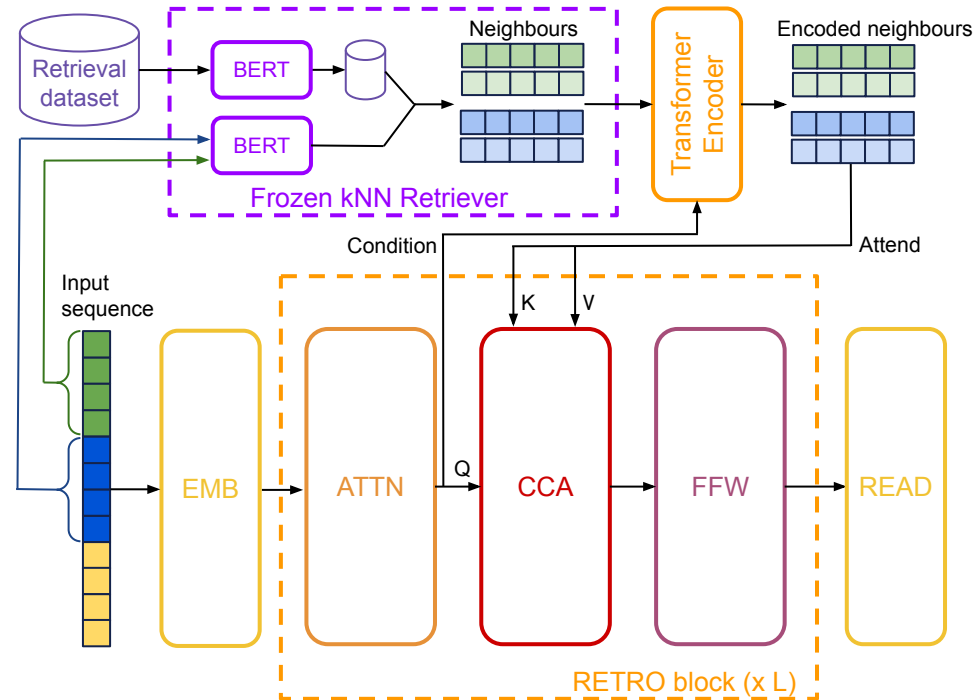 Neighbours
Encoded neighbours
Retrieval
dataset
BERT
BERT
Transformer
Encoder
Frozen kNN Retriever
Condition
Attend
Input
sequence
K
V
Q
EMB
ATTN
CCA
FFW
READ
RETRO block (x L)